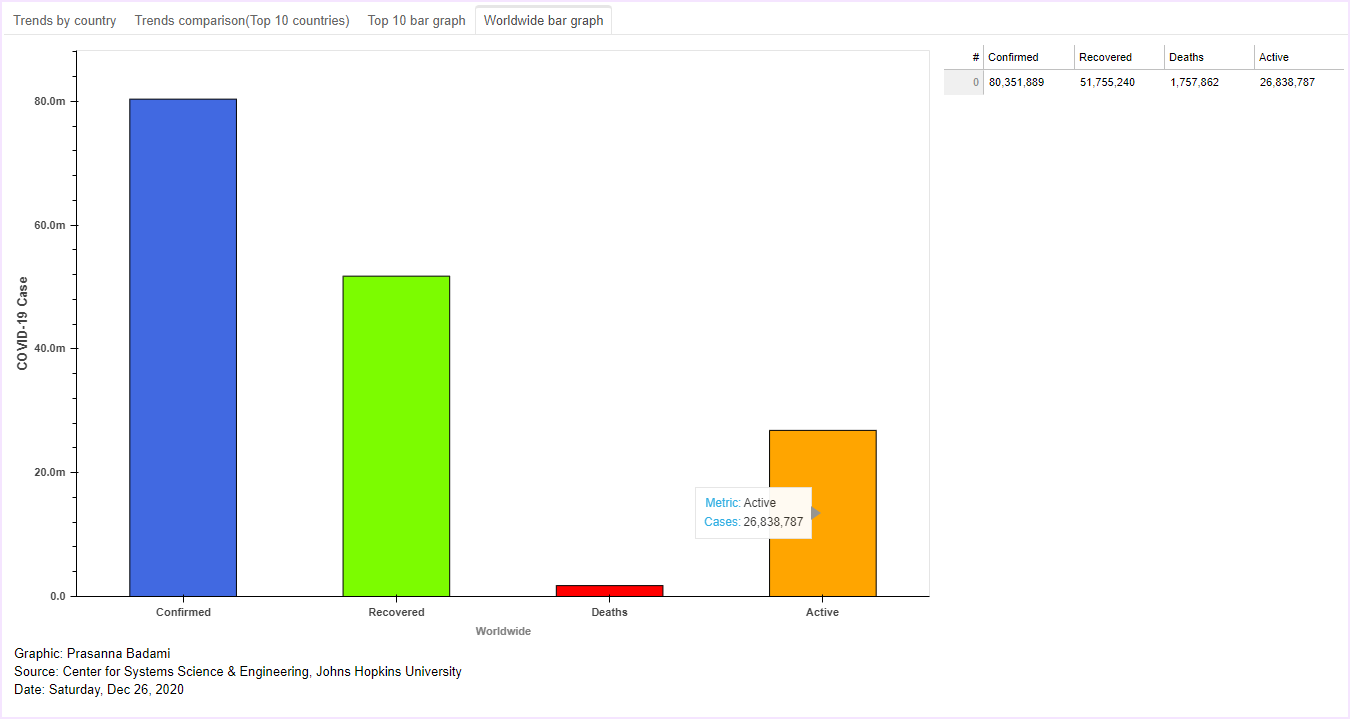 Trends by country Trends comparison(Top 10 countries) Top 10 bar graph Worldwide bar graph
# Confirmed Recovered Deaths Active
0 80,351,889 51,755,240 1,757,862 26,838,787
COVID-19 Case
80.0m
60.0m
40.0m
20.0m
0.0
Metric: Active
Cases: 26,838,787
Confirmed Recovered Deaths Active
Worldwide
Graphic: Prasanna Badami
Source: Center for Systems Science & Engineering, Johns Hopkins University
Date: Saturday, Dec 26, 2020